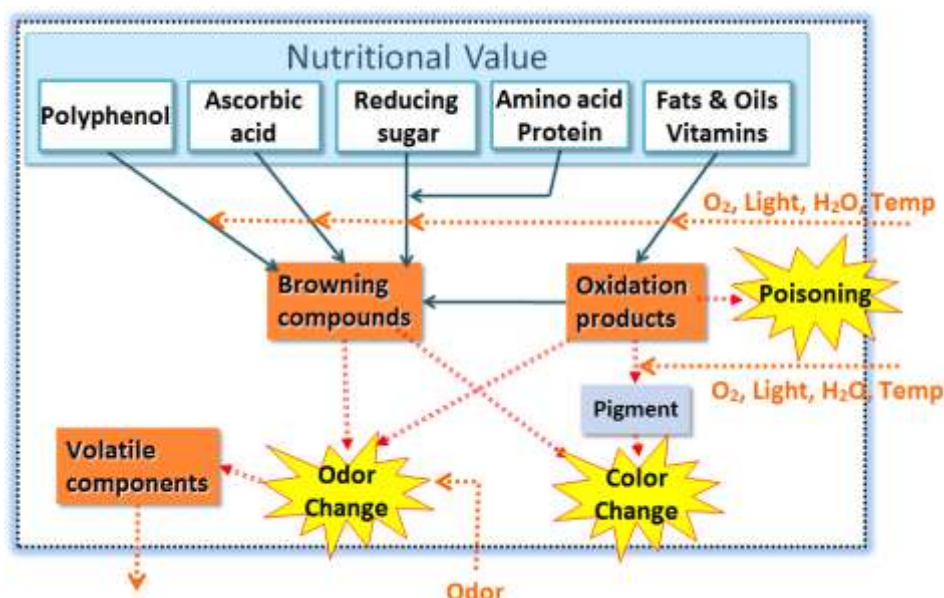 Nutritional Value
Polyphenol
Ascorbic
acid
Reducing
sugar
Amino acid
Protein
Fats & Oils
Vitamins
O₂, Light, H₂O, Temp
Browning
compounds
Oxidation
products
Poisoning
O₂, Light, H₂O, Temp
Pigment
Volatile
components
Odor
Change
Color
Change
Odor